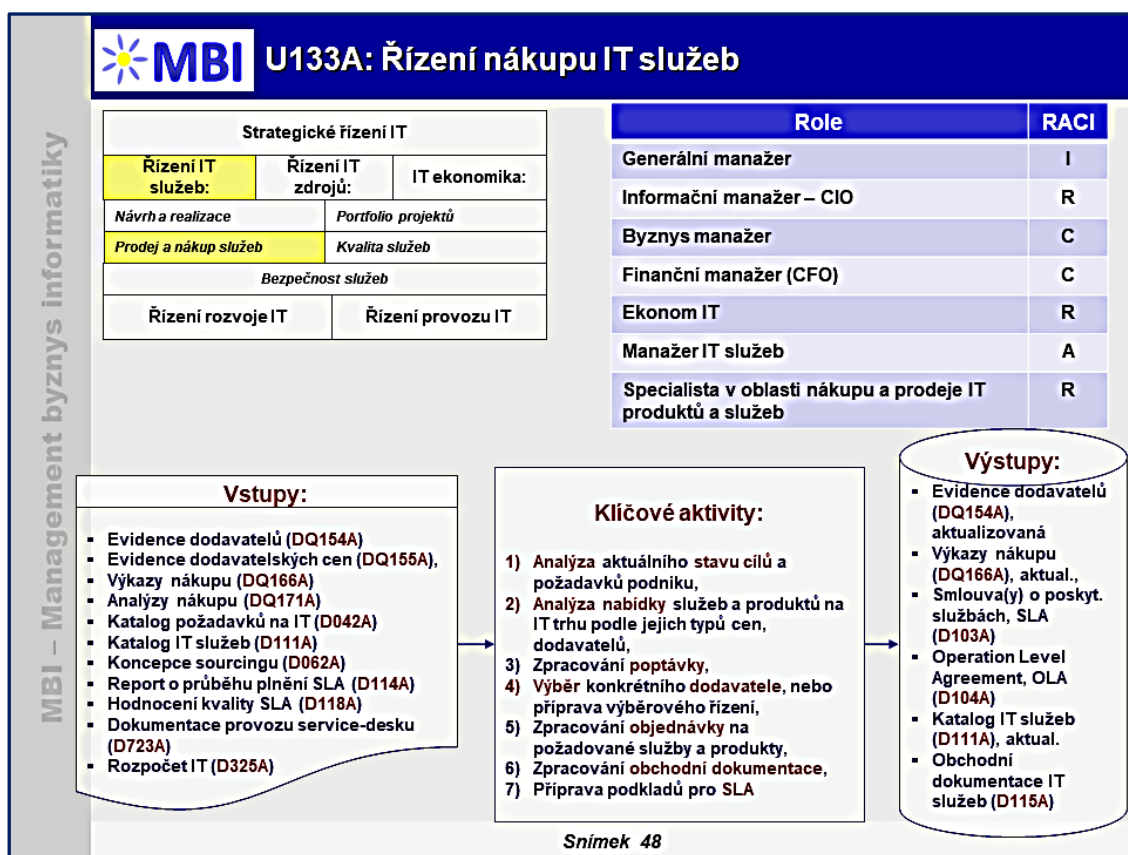 MBI
U133A: Řízení nákupu IT služeb
MBI – Management byznys informatiky
Strategické řízení IT
Řízení IT
služeb:
Řízení IT
zdrojů:
IT ekonomika:
Návrh a realizace
Portfolio projektů
Prodej a nákup služeb
Kvalita služeb
Bezpečnost služeb
Řízení rozvoje IT
Řízení provozu IT
Role RACI
Generální manažer I
Informační manažer – CIO R
Byznys manažer C
Finanční manažer (CFO) C
Ekonom IT R
Manažer IT služeb A
Specialista v oblasti nákupu a prodeje IT R
produktů a služeb
Vstupy:
▪ Evidence dodavatelů (DQ154A)
▪ Evidence dodavatelských cen (DQ155A),
▪ Výkazy nákupu (DQ166A)
▪ Analýzy nákupu (DQ171A)
▪ Katalog požadavků na IT (D042A)
▪ Katalog IT služeb (D111A)
▪ Koncepce sourcingu (D062A)
▪ Report o průběhu plnění SLA (D114A)
▪ Hodnocení kvality SLA (D118A)
▪ Dokumentace provozu service-desku
(D723A)
▪ Rozpočet IT (D325A)
Klíčové aktivity:
1) Analýza aktuálního stavu cílů a
požadavků podniku,
2) Analýza nabídky služeb a produktů na
IT trhu podle jejich typů cen,
dodavatelů,
3) Zpracování poptávky,
4) Výběr konkrétního dodavatele, nebo
příprava výběrového řízení,
5) Zpracování objednávky na
požadované služby a produkty,
6) Zpracování obchodní dokumentace,
7) Příprava podkladů pro SLA
Výstupy:
▪ Evidence dodavatelů
(DQ154A),
aktualizovaná
▪ Výkazy nákupu
(DQ166A), aktual.,
▪ Smlouva(y) o poskyt.
službách, SLA
(D103A)
▪ Operation Level
Agreement, OLA
(D104A)
▪ Katalog IT služeb
(D111A), aktual.
▪ Obchodní
dokumentace IT
služeb (D115A)
Snímek 48